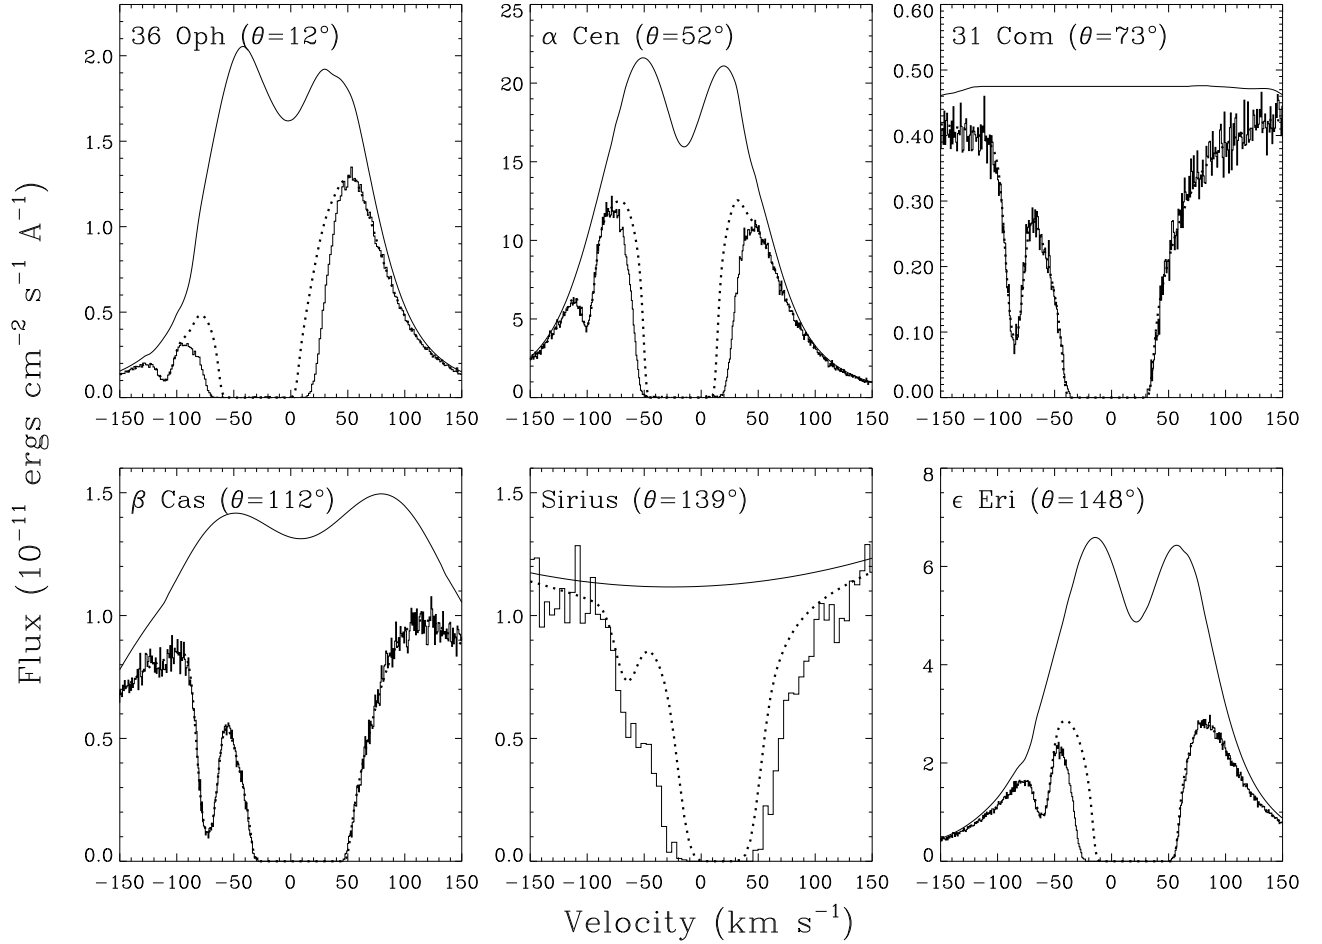 36 Oph (θ=12°)
2.0
1.5
1.0
0.5
0.0
−150 −100 −50 0 50 100 150
α Cen (θ=52°)
25
20
15
10
5
0
−150 −100 −50 0 50 100 150
31 Com (θ=73°)
0.60
0.50
0.40
0.30
0.20
0.10
0.00
−150 −100 −50 0 50 100 150
Flux (10⁻¹¹ ergs cm⁻² s⁻¹ A⁻¹)
β Cas (θ=112°)
1.5
1.0
0.5
0.0
−150 −100 −50 0 50 100 150
Sirius (θ=139°)
1.5
1.0
0.5
0.0
−150 −100 −50 0 50 100 150
ϵ Eri (θ=148°)
8
6
4
2
0
−150 −100 −50 0 50 100 150
Velocity (km s⁻¹)